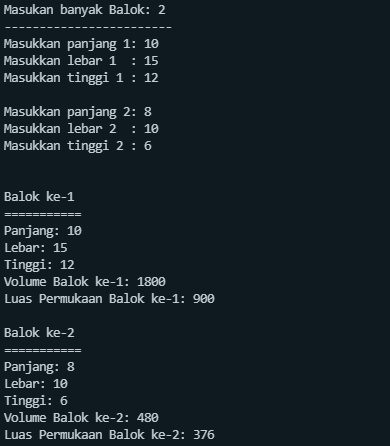 Masukan banyak Balok: 2
------------------------
Masukkan panjang 1: 10
Masukkan lebar 1  : 15
Masukkan tinggi 1 : 12
Masukkan panjang 2: 8
Masukkan lebar 2  : 10
Masukkan tinggi 2 : 6
Balok ke-1
===========
Panjang: 10
Lebar: 15
Tinggi: 12
Volume Balok ke-1: 1800
Luas Permukaan Balok ke-1: 900
Balok ke-2
===========
Panjang: 8
Lebar: 10
Tinggi: 6
Volume Balok ke-2: 480
Luas Permukaan Balok ke-2: 376